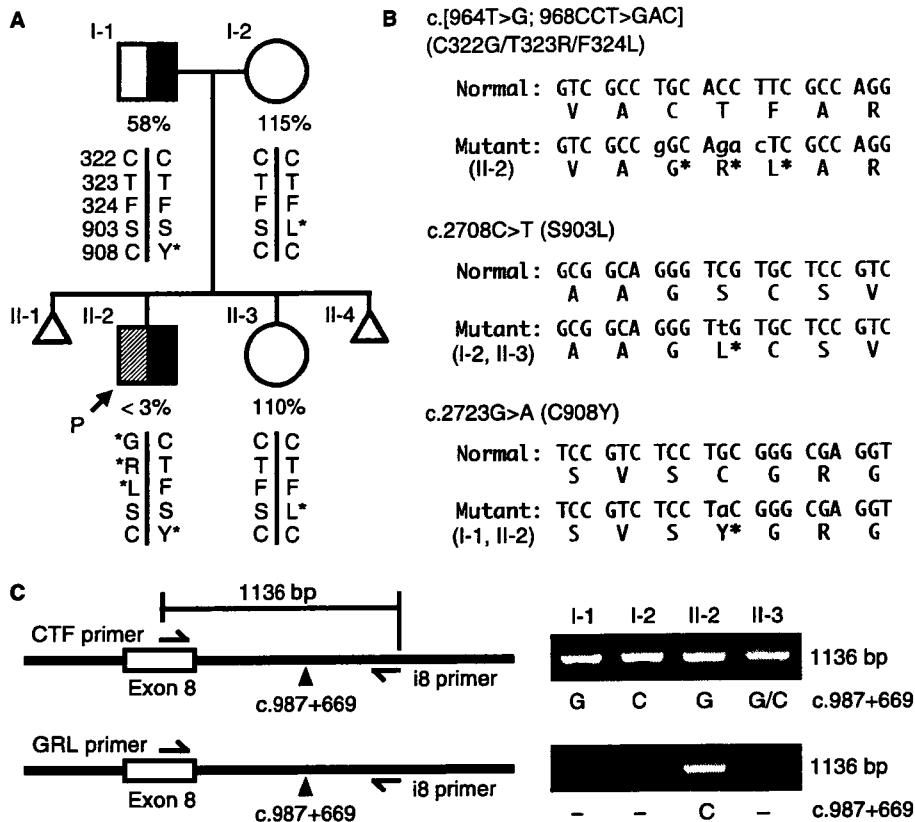 A
I-1
I-2
58%
115%
322 C C
323 T T
324 F F
903 S S
908 C Y*
C C
T T
F F
S L*
C C
II-1
II-2
II-3
II-4
P
< 3%
110%
*G C
*R T
*L F
S S
C Y*
C C
T T
F F
S L*
C C
B
c.[964T>G; 968CCT>GAC]
(C322G/T323R/F324L)
Normal: GTC GCC TGC ACC TTC GCC AGG
V A C T F A R
Mutant: GTC GCC gGC Aga cTC GCC AGG
(II-2) V A G* R* L* A R
c.2708C>T (S903L)
Normal: GCG GCA GGG TCG TGC TCC GTC
A A G S C S V
Mutant: GCG GCA GGG TtG TGC TCC GTC
(I-2, II-3) A A G L* C S V
c.2723G>A (C908Y)
Normal: TCC GTC TCC TGC GGG CGA GGT
S V S C G R G
Mutant: TCC GTC TCC TaC GGG CGA GGT
(I-1, II-2) S V S Y* G R G
C
1136 bp
CTF primer
Exon 8
i8 primer
c.987+669
GRL primer
Exon 8
i8 primer
c.987+669
I-1 I-2 II-2 II-3
1136 bp
G C G G/C c.987+669
1136 bp
– – C – c.987+669